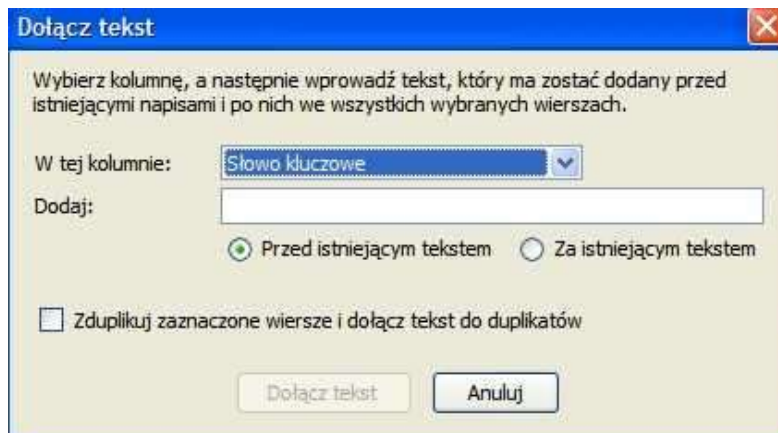 Dołącz tekst
Wybierz kolumnę, a następnie wprowadź tekst, który ma zostać dodany przed
istniejącymi napisami i po nich we wszystkich wybranych wierszach.
W tej kolumnie: Słowo kluczowe
Dodaj:
Przed istniejącym tekstem Za istniejącym tekstem
Zduplikuj zaznaczone wiersze i dołącz tekst do duplikatów
Dołącz tekst Anuluj